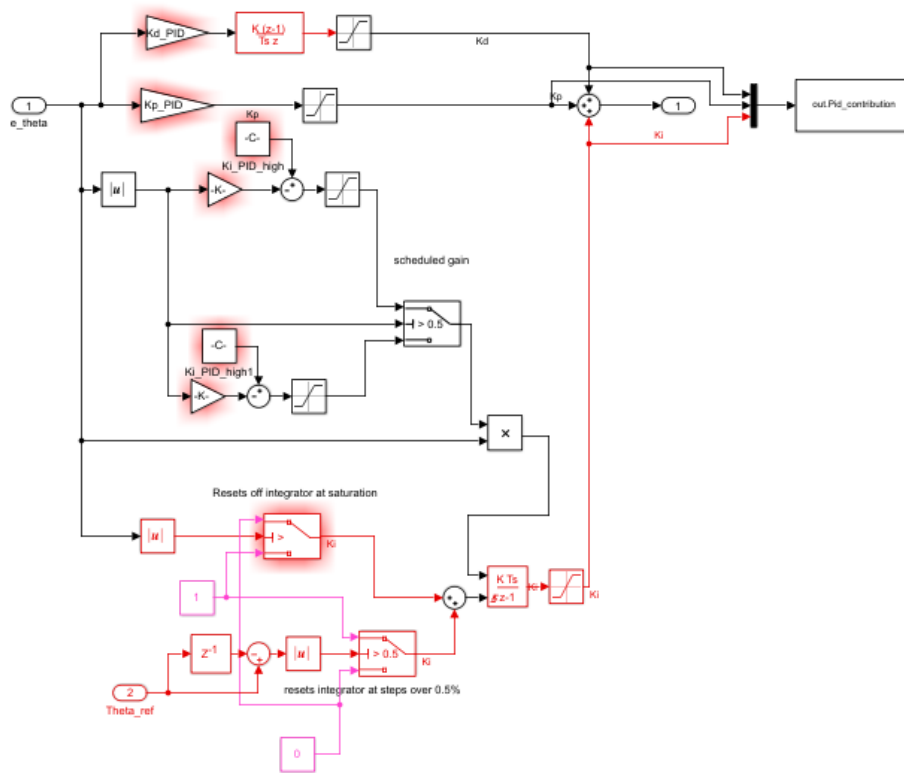 Kd_PID
K (z-1)
Ts z
Kd
1
e_theta
Kp_PID
Kp
Kp
1
out.Pid_contribution
-C-
Ki_PID_high
Ki
|u|
-K-
scheduled gain
> 0.5
-C-
Ki_PID_high1
-K-
×
Resets off integrator at saturation
|u|
>
Ki
K Ts
z-1
Ki
1
Z-1
|u|
> 0.5
Ki
resets integrator at steps over 0.5%
2
Theta_ref
0